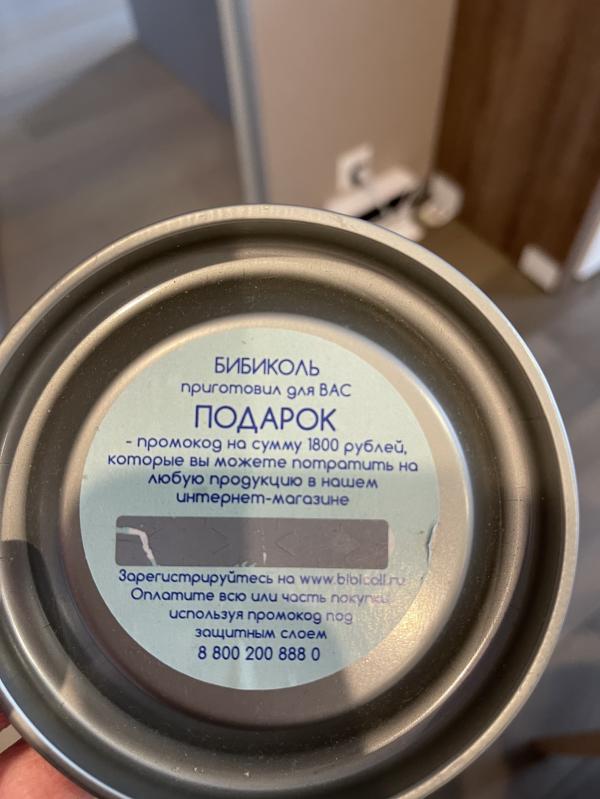 БИБИКОЛЬ
приготовил для ВАС
ПОДАРОК
- промокод на сумму 1800 рублей,
которые вы можете потратить на
любую продукцию в нашем
интернет-магазине
Зарегистрируйтесь на www.bibicall.ru
Оплатите всю или часть покупки
используя промокод под
защитным слоем
8 800 200 888 0